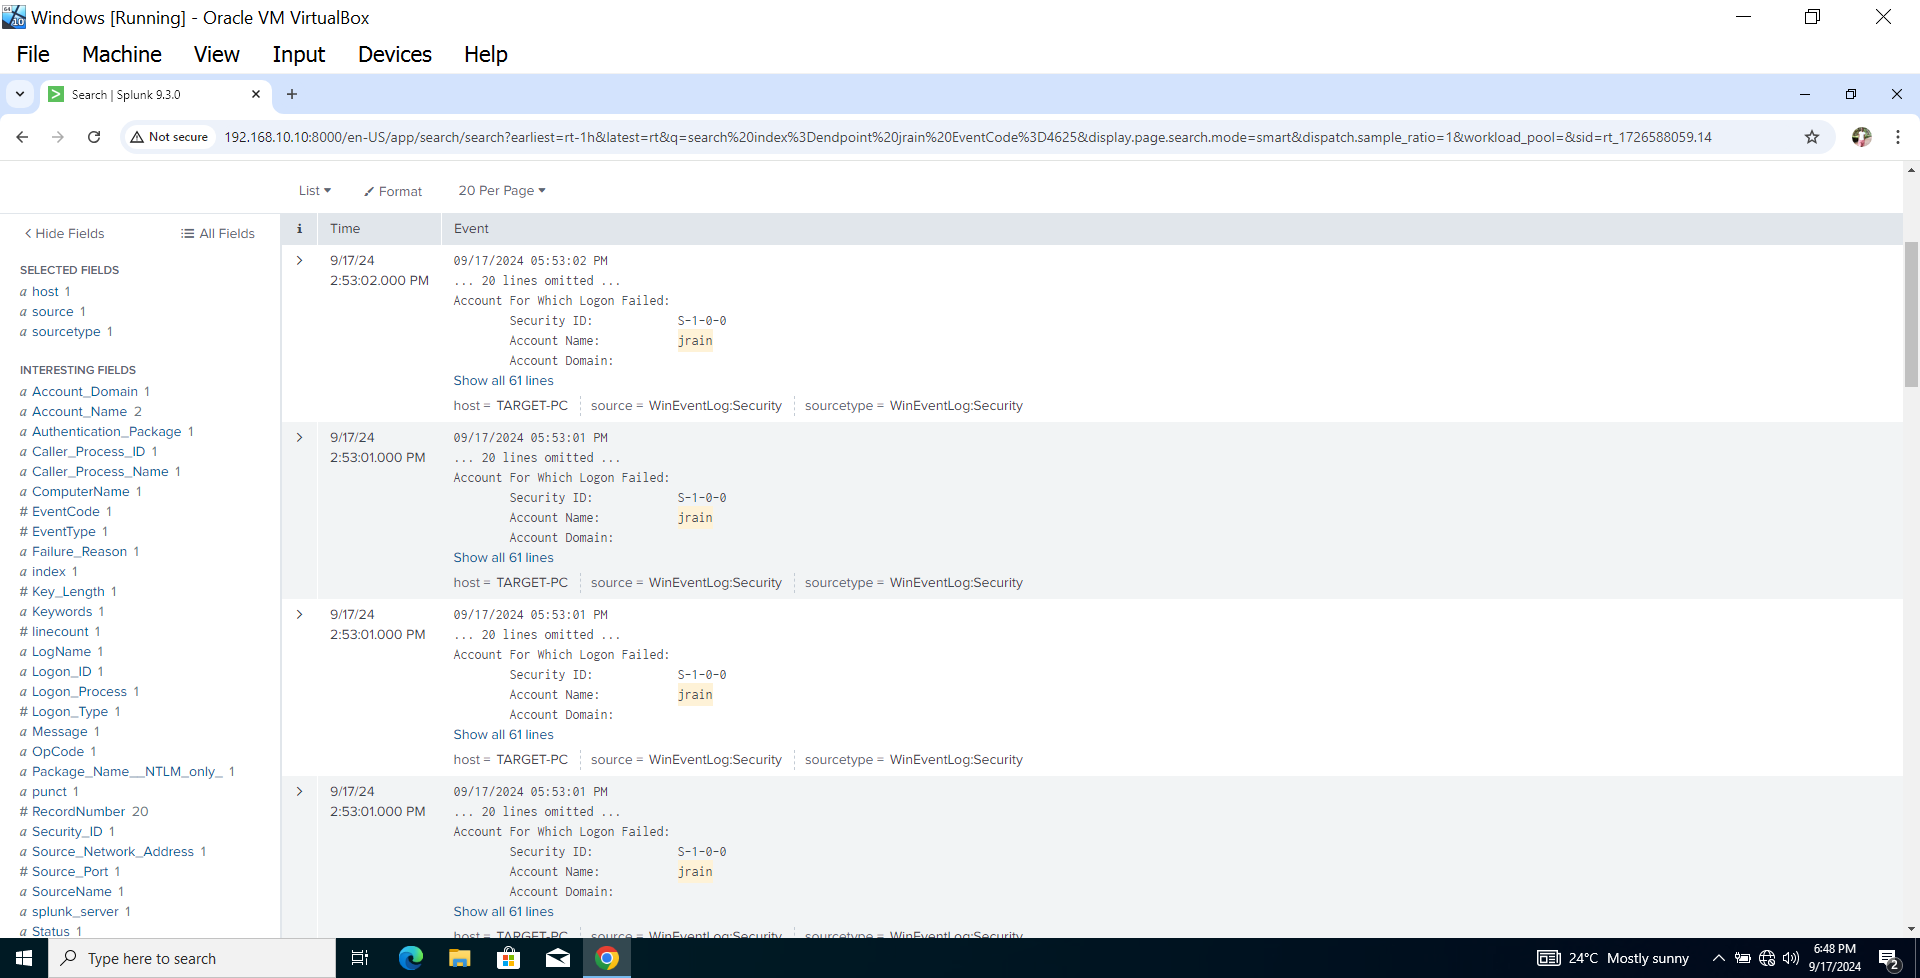 Windows [Running] - Oracle VM VirtualBox
File Machine View Input Devices Help
Search | Splunk 9.3.0
Not secure 192.168.10.10:8000/en-US/app/search/search?earliest=rt-1h&latest=rt&q=search%20index%3Dendpoint%20jrain%20EventCode%3D4625&display.page.search.mode=smart&dispatch.sample_ratio=1&workload_pool=&sid=rt_1726588059.14
List Format 20 Per Page
Hide Fields All Fields
SELECTED FIELDS
a host 1
a source 1
a sourcetype 1
INTERESTING FIELDS
a Account_Domain 1
a Account_Name 2
a Authentication_Package 1
a Caller_Process_ID 1
a Caller_Process_Name 1
a ComputerName 1
# EventCode 1
# EventType 1
a Failure_Reason 1
a index 1
# Key_Length 1
a Keywords 1
# linecount 1
a LogName 1
a Logon_ID 1
a Logon_Process 1
# Logon_Type 1
a Message 1
a OpCode 1
a Package_Name__NTLM_only_ 1
a punct 1
# RecordNumber 20
a Security_ID 1
a Source_Network_Address 1
# Source_Port 1
a SourceName 1
a splunk_server 1
a Status 1
i Time Event
9/17/24
2:53:02.000 PM
09/17/2024 05:53:02 PM
... 20 lines omitted ...
Account For Which Logon Failed:
Security ID: S-1-0-0
Account Name: jrain
Account Domain:
Show all 61 lines
host = TARGET-PC source = WinEventLog:Security sourcetype = WinEventLog:Security
9/17/24
2:53:01.000 PM
09/17/2024 05:53:01 PM
... 20 lines omitted ...
Account For Which Logon Failed:
Security ID: S-1-0-0
Account Name: jrain
Account Domain:
Show all 61 lines
host = TARGET-PC source = WinEventLog:Security sourcetype = WinEventLog:Security
9/17/24
2:53:01.000 PM
09/17/2024 05:53:01 PM
... 20 lines omitted ...
Account For Which Logon Failed:
Security ID: S-1-0-0
Account Name: jrain
Account Domain:
Show all 61 lines
host = TARGET-PC source = WinEventLog:Security sourcetype = WinEventLog:Security
9/17/24
2:53:01.000 PM
09/17/2024 05:53:01 PM
... 20 lines omitted ...
Account For Which Logon Failed:
Security ID: S-1-0-0
Account Name: jrain
Account Domain:
Show all 61 lines
host = TARGET-PC source = WinEventLog:Security sourcetype = WinEventLog:Security
Type here to search
24°C Mostly sunny
6:48 PM
9/17/2024
2